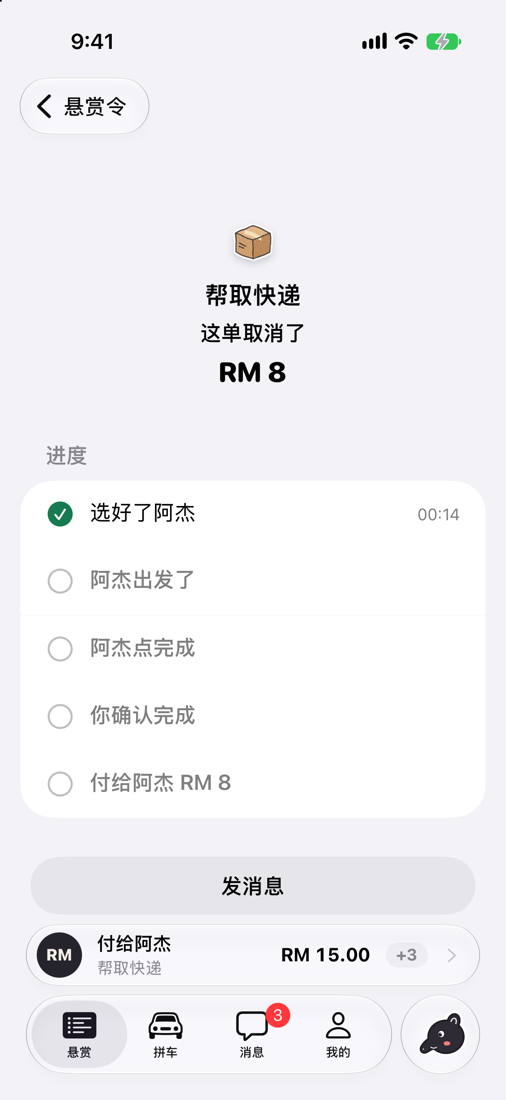 9:41
悬赏令
帮取快递
这单取消了
RM 8
进度
选好了阿杰 00:14
阿杰出发了
阿杰点完成
你确认完成
付给阿杰 RM 8
发消息
RM 付给阿杰 RM 15.00 +3
帮取快递
3
悬赏 拼车 消息 我的